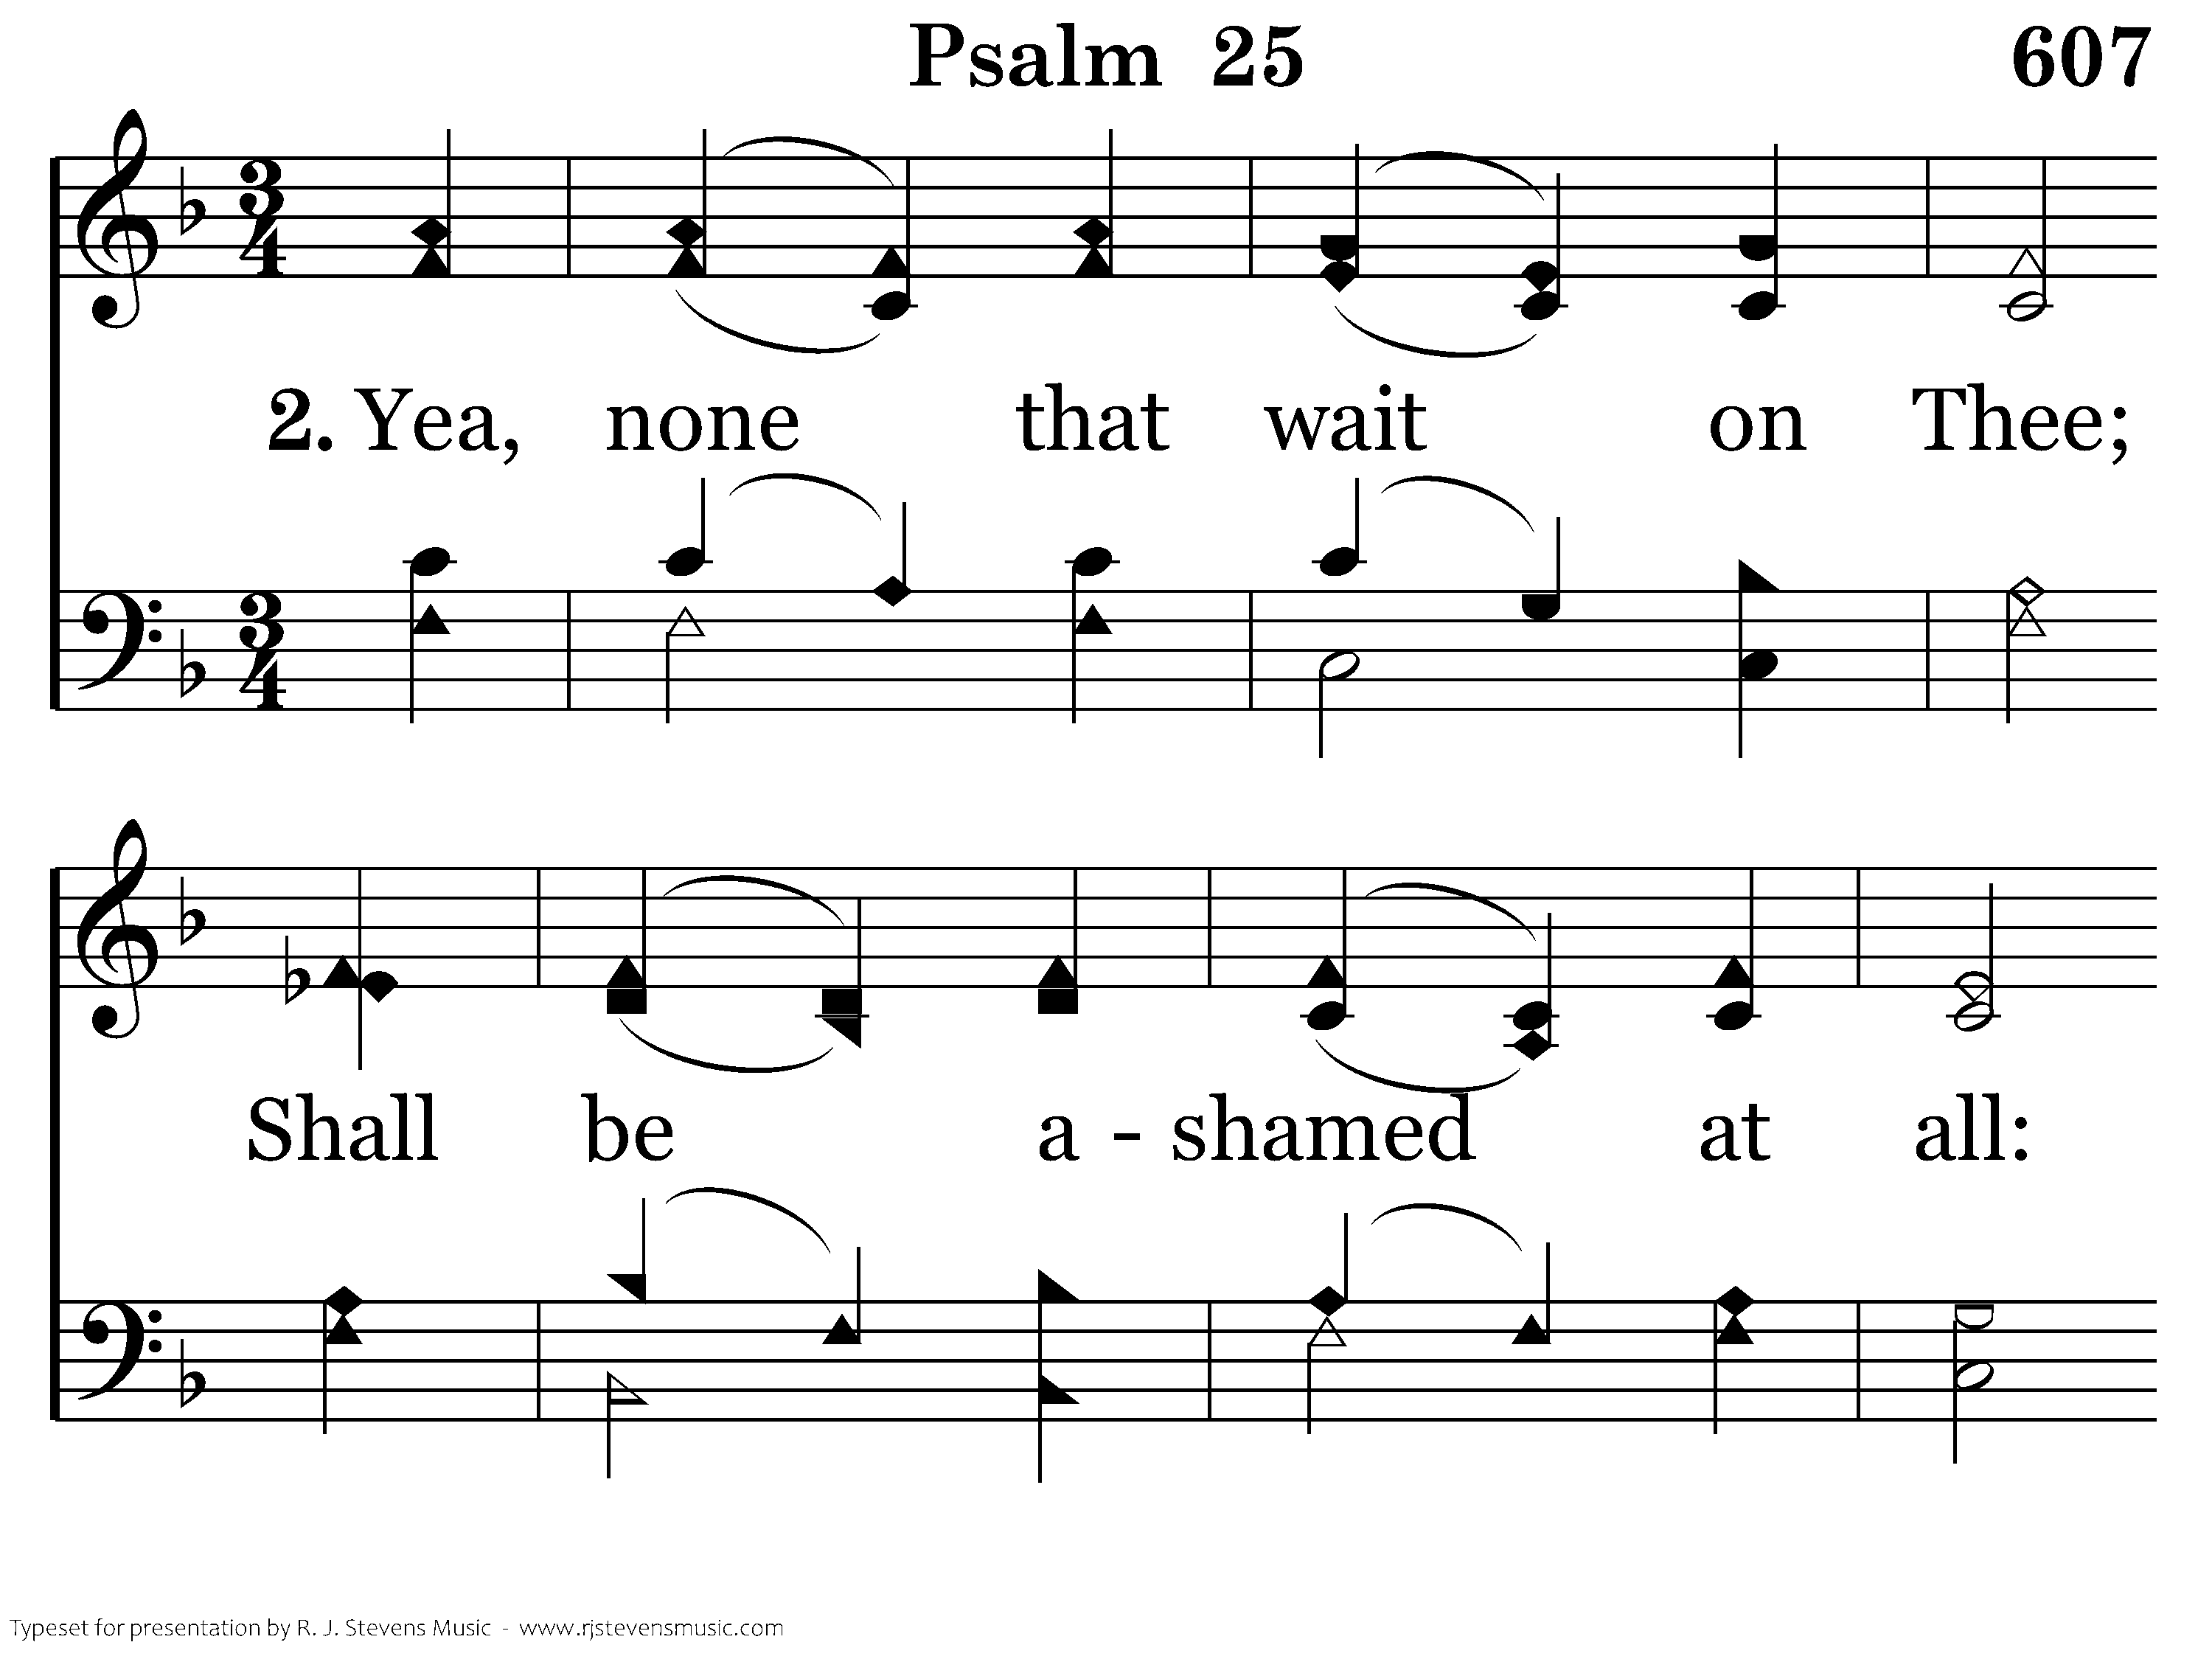 Psalm 25 607
2. Yea, none that wait on Thee;
Shall be a - shamed at all:
Typeset for presentation by R. J. Stevens Music - www.rjstevensmusic.com